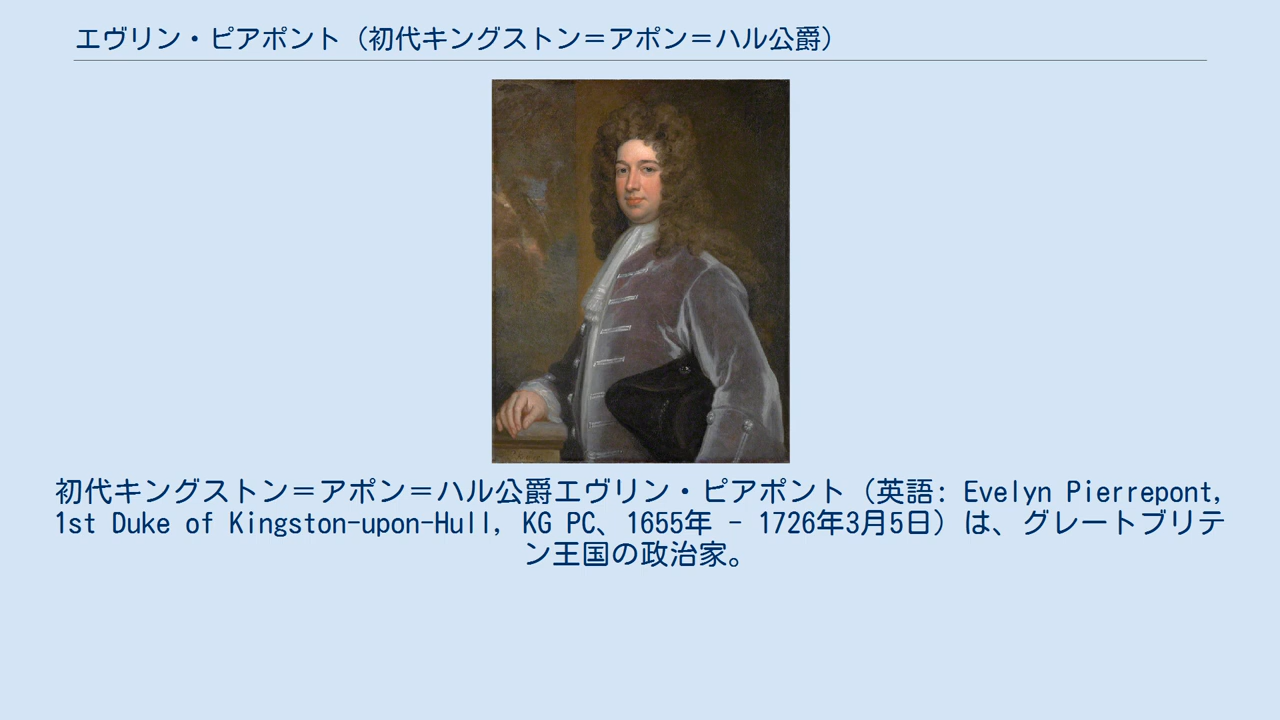 エヴリン・ピアポント（初代キングストン＝アポン＝ハル公爵）
初代キングストン＝アポン＝ハル公爵エヴリン・ピアポント（英語: Evelyn Pierrepont,
1st Duke of Kingston-upon-Hull, KG PC、1655年 - 1726年3月5日）は、グレートブリテ
ン王国の政治家。